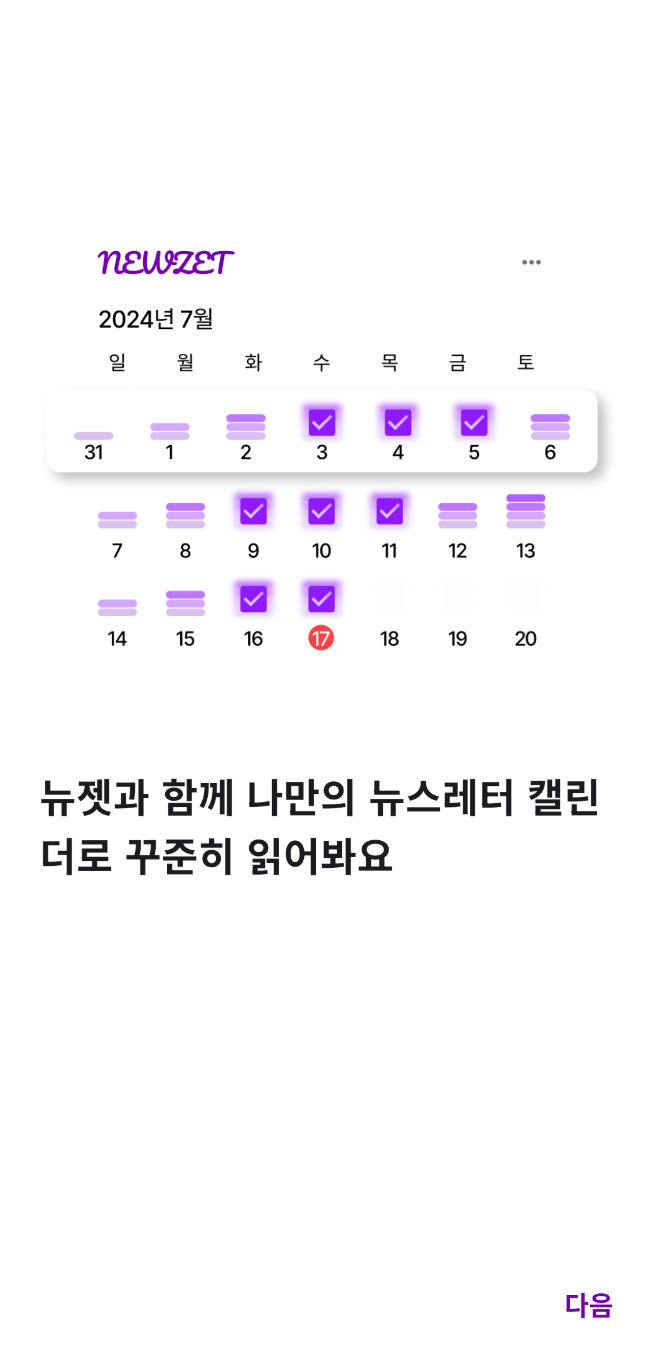 NEWZET
2024년 7월
일 월 화 수 목 금 토
31 1 2 3 4 5 6
7 8 9 10 11 12 13
14 15 16 17 18 19 20
뉴젯과 함께 나만의 뉴스레터 캘린
더로 꾸준히 읽어봐요
다음